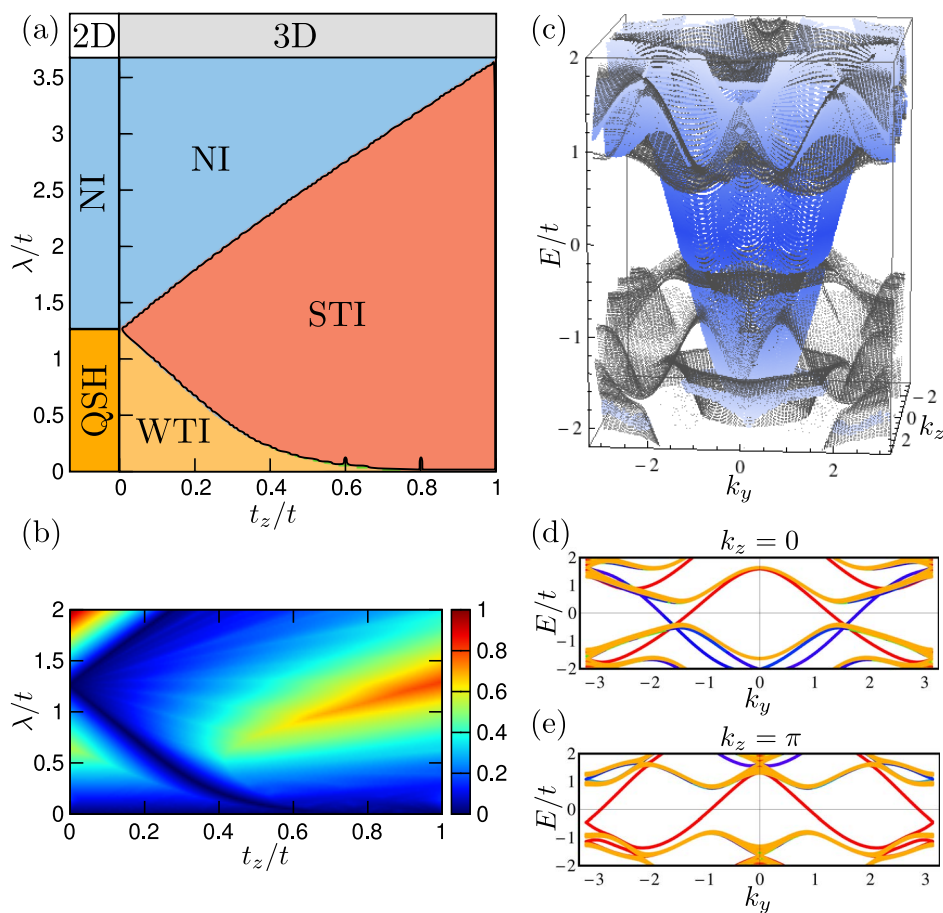 (a)
2D
3D
NI
QSH
NI
STI
WTI
λ/t
3.5
3
2.5
2
1.5
1
0.5
0
0
0.2
0.4
0.6
0.8
1
t_z/t
(b)
λ/t
2
1.5
1
0.5
0
0
0.2
0.4
0.6
0.8
1
t_z/t
1
0.8
0.6
0.4
0.2
0
(c)
E/t
2
1
0
-1
-2
-2
0
2
k_y
-2
0
2
k_z
(d)
k_z = 0
E/t
2
1
0
-1
-2
-3 -2 -1 0 1 2 3
k_y
(e)
k_z = π
E/t
2
1
0
-1
-2
-3 -2 -1 0 1 2 3
k_y